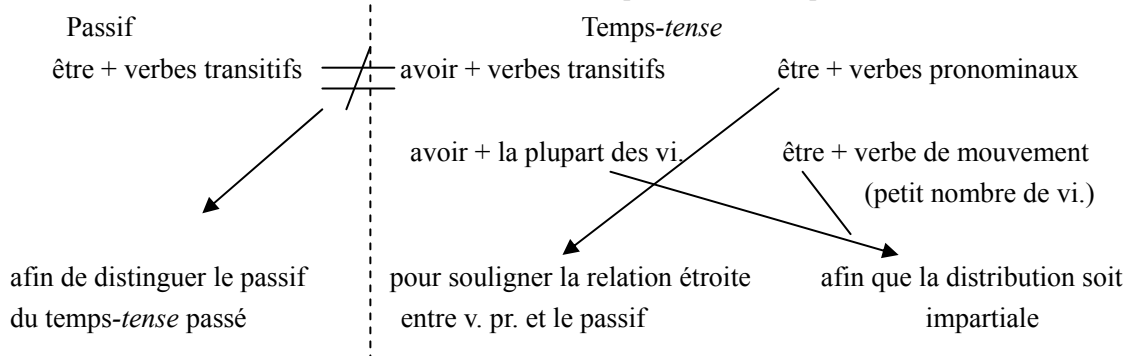 Passif Temps-tense
être + verbes transitifs avoir + verbes transitifs être + verbes pronominaux
avoir + la plupart des vi. être + verbe de mouvement
(petit nombre de vi.)
afin de distinguer le passif pour souligner la relation étroite afin que la distribution soit
du temps-tense passé entre v. pr. et le passif impartiale